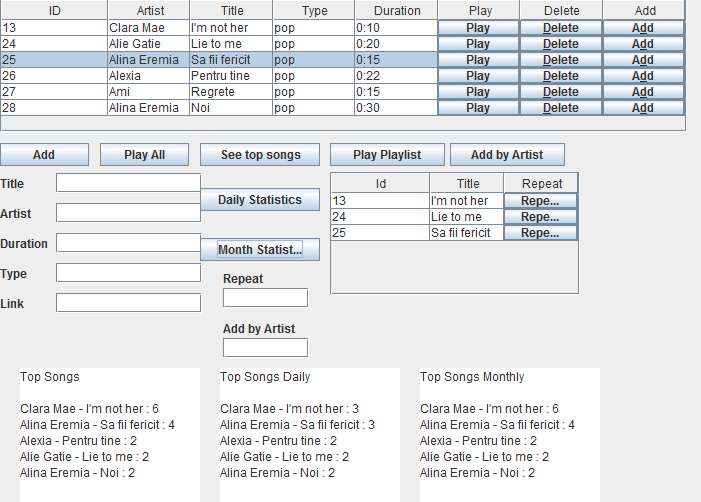 ID Artist Title Type Duration Play Delete Add
13 Clara Mae I'm not her pop 0:10 Play Delete Add
24 Alie Gatie Lie to me pop 0:20 Play Delete Add
25 Alina Eremia Sa fii fericit pop 0:15 Play Delete Add
26 Alexia Pentru tine pop 0:22 Play Delete Add
27 Ami Regrete pop 0:15 Play Delete Add
28 Alina Eremia Noi pop 0:30 Play Delete Add
Add Play All See top songs Play Playlist Add by Artist
Title
Artist
Duration
Type
Link
Daily Statistics
Month Statist...
Repeat
Add by Artist
Id Title Repeat
13 I'm not her Repe...
24 Lie to me Repe...
25 Sa fii fericit Repe...
Top Songs
Clara Mae - I'm not her : 6
Alina Eremia - Sa fii fericit : 4
Alexia - Pentru tine : 2
Alie Gatie - Lie to me : 2
Alina Eremia - Noi : 2
Top Songs Daily
Clara Mae - I'm not her : 3
Alina Eremia - Sa fii fericit : 3
Alexia - Pentru tine : 2
Alie Gatie - Lie to me : 2
Alina Eremia - Noi : 2
Top Songs Monthly
Clara Mae - I'm not her : 6
Alina Eremia - Sa fii fericit : 4
Alexia - Pentru tine : 2
Alie Gatie - Lie to me : 2
Alina Eremia - Noi : 2